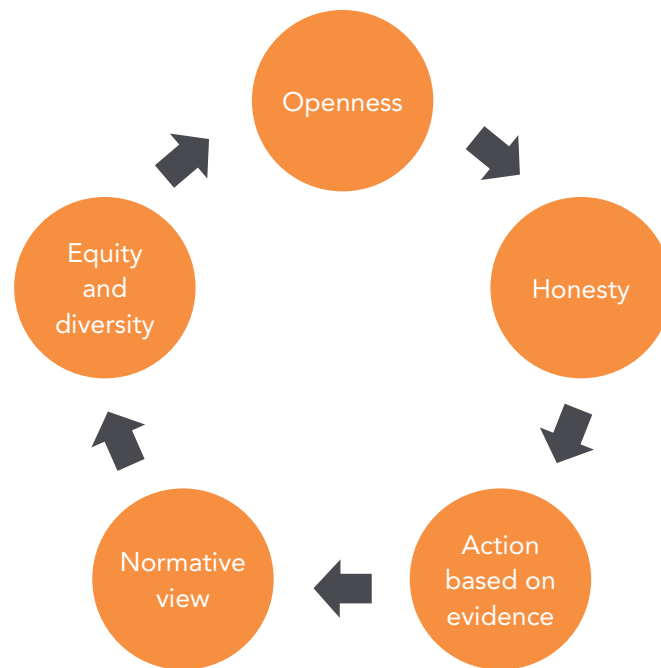 Openness
Honesty
Action
based on
evidence
Normative
view
Equity
and
diversity